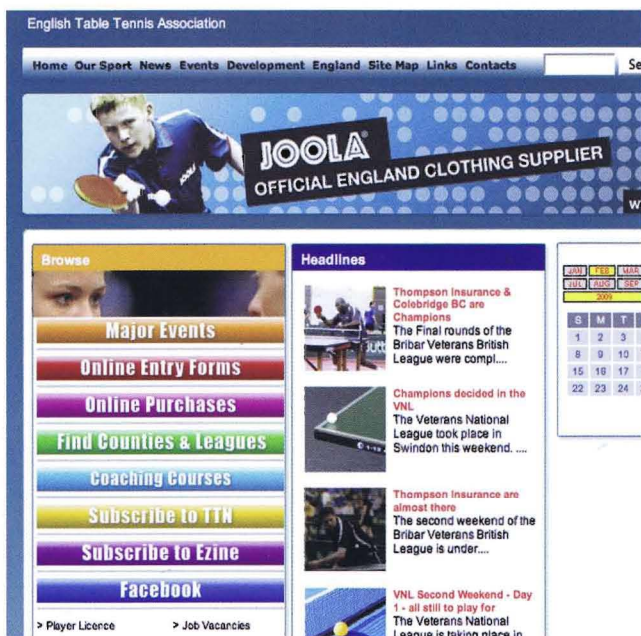 English Table Tennis Association
Home Our Sport News Events Development England Site Map Links Contacts
Se
JOOLA
OFFICIAL ENGLAND CLOTHING SUPPLIER
W
Browse
Major Events
Online Entry Forms
Online Purchases
Find Counties & Leagues
Coaching Courses
Subscribe to TTN
Subscribe to Ezine
Facebook
> Player Licence
> Job Vacancies
Headlines
Thompson Insurance &
Colebridge BC are
Champions
The Final rounds of the
Bribar Veterans British
League were compl....
Champions decided in the
VNL
The Veterans National
League took place in
Swindon this weekend. ....
Thompson Insurance are
almost there
The second weekend of the
Bribar Veterans British
League is under....
VNL Second Weekend - Day
1 - all still to play for
The Veterans National
League is taking place in
JAN FEB MAR
JUL AUG SEP
2009
S M T
1 2 3
8 9 10
15 16 17
22 23 24